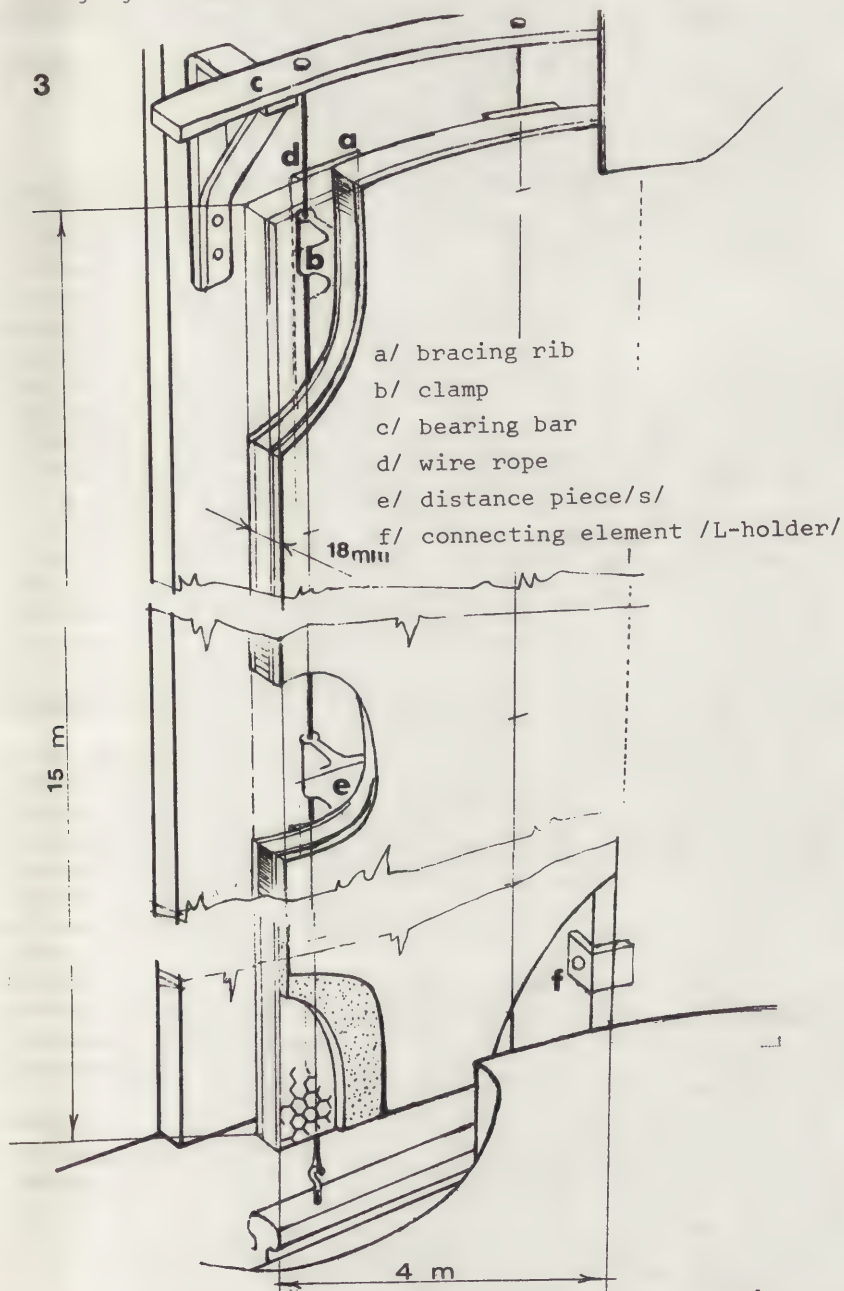 3
c
a
d
b
a/ bracing rib
b/ clamp
c/ bearing bar
d/ wire rope
e/ distance piece/s/
f/ connecting element /L-holder/
18mm
15 m
e
f
4 m